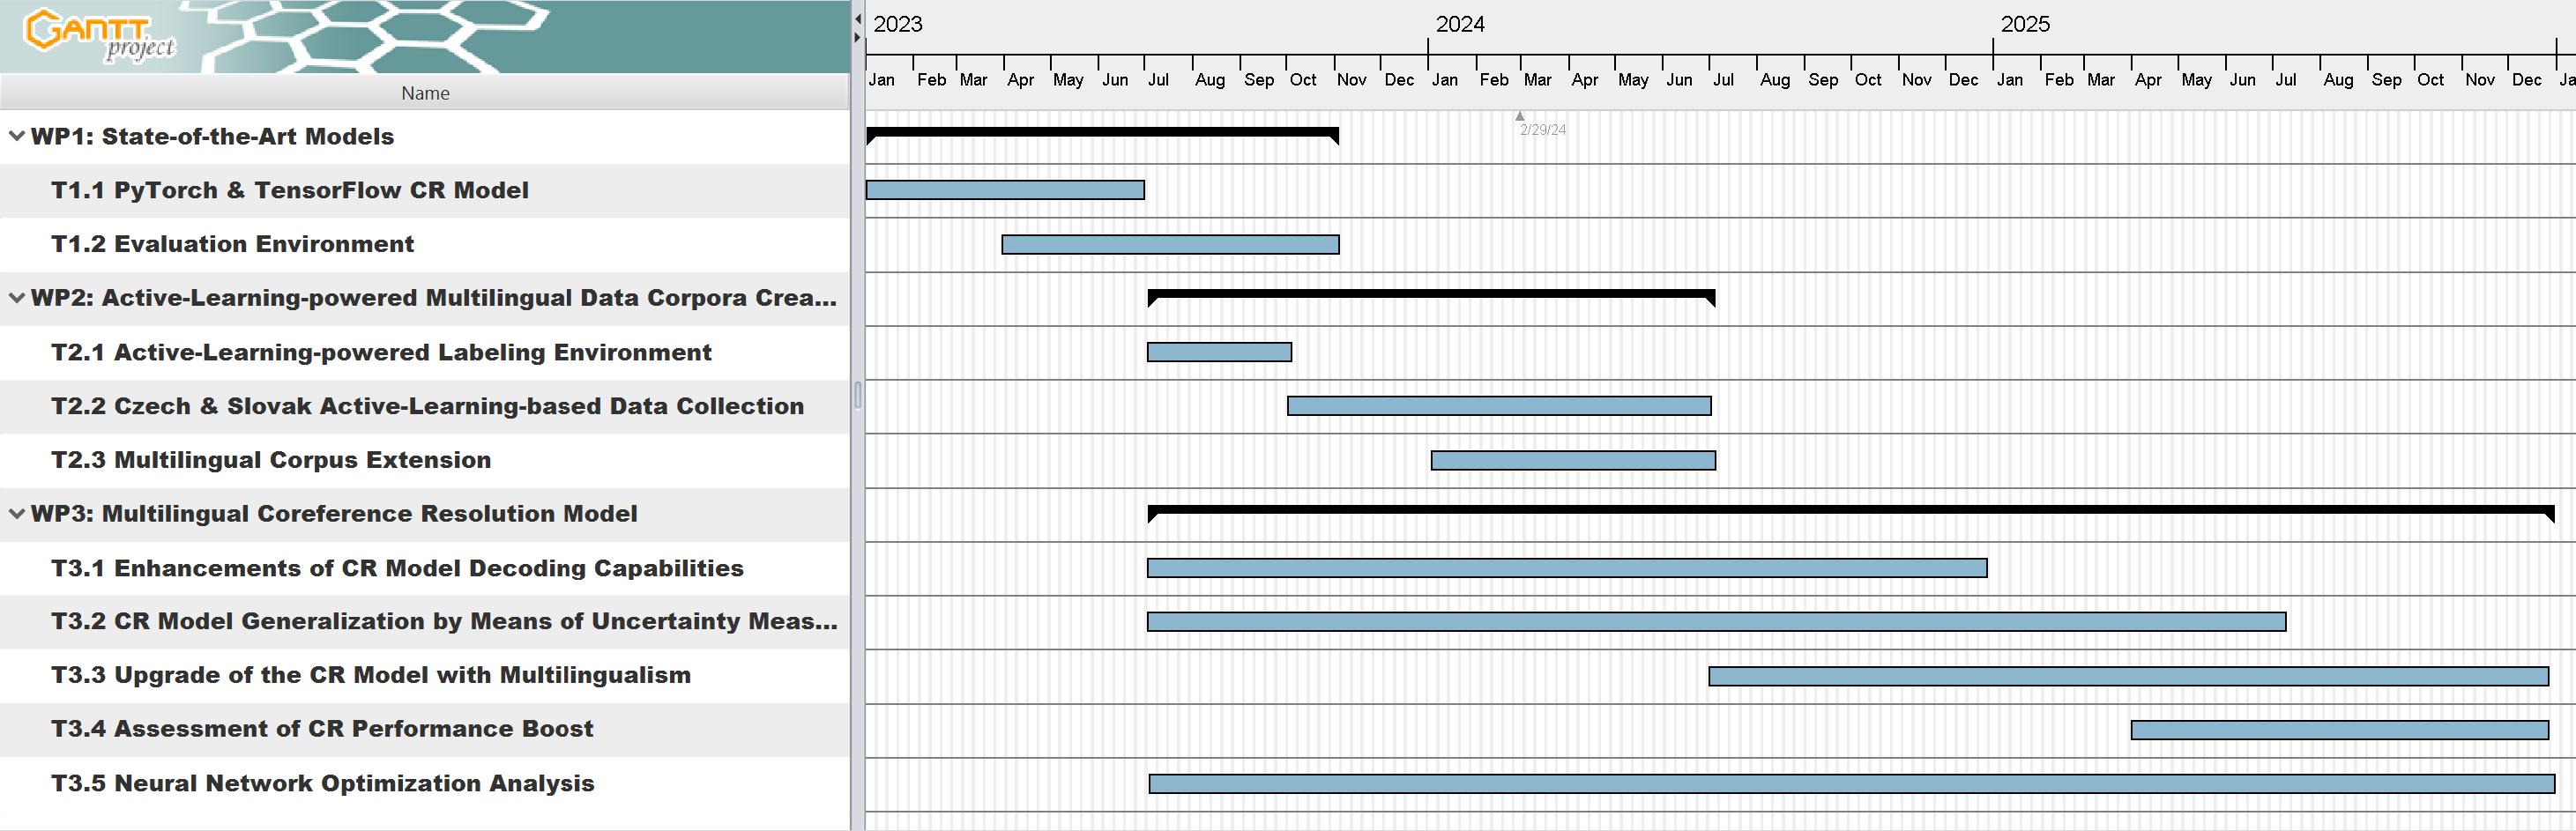 GANTT
project
2023 2024 2025
Jan Feb Mar Apr May Jun Jul Aug Sep Oct Nov Dec Jan Feb Mar Apr May Jun Jul Aug Sep Oct Nov Dec Jan Feb Mar Apr May Jun Jul Aug Sep Oct Nov Dec Ja
Name
2/29/24
WP1: State-of-the-Art Models
T1.1 PyTorch & TensorFlow CR Model
T1.2 Evaluation Environment
WP2: Active-Learning-powered Multilingual Data Corpora Crea...
T2.1 Active-Learning-powered Labeling Environment
T2.2 Czech & Slovak Active-Learning-based Data Collection
T2.3 Multilingual Corpus Extension
WP3: Multilingual Coreference Resolution Model
T3.1 Enhancements of CR Model Decoding Capabilities
T3.2 CR Model Generalization by Means of Uncertainty Meas...
T3.3 Upgrade of the CR Model with Multilingualism
T3.4 Assessment of CR Performance Boost
T3.5 Neural Network Optimization Analysis